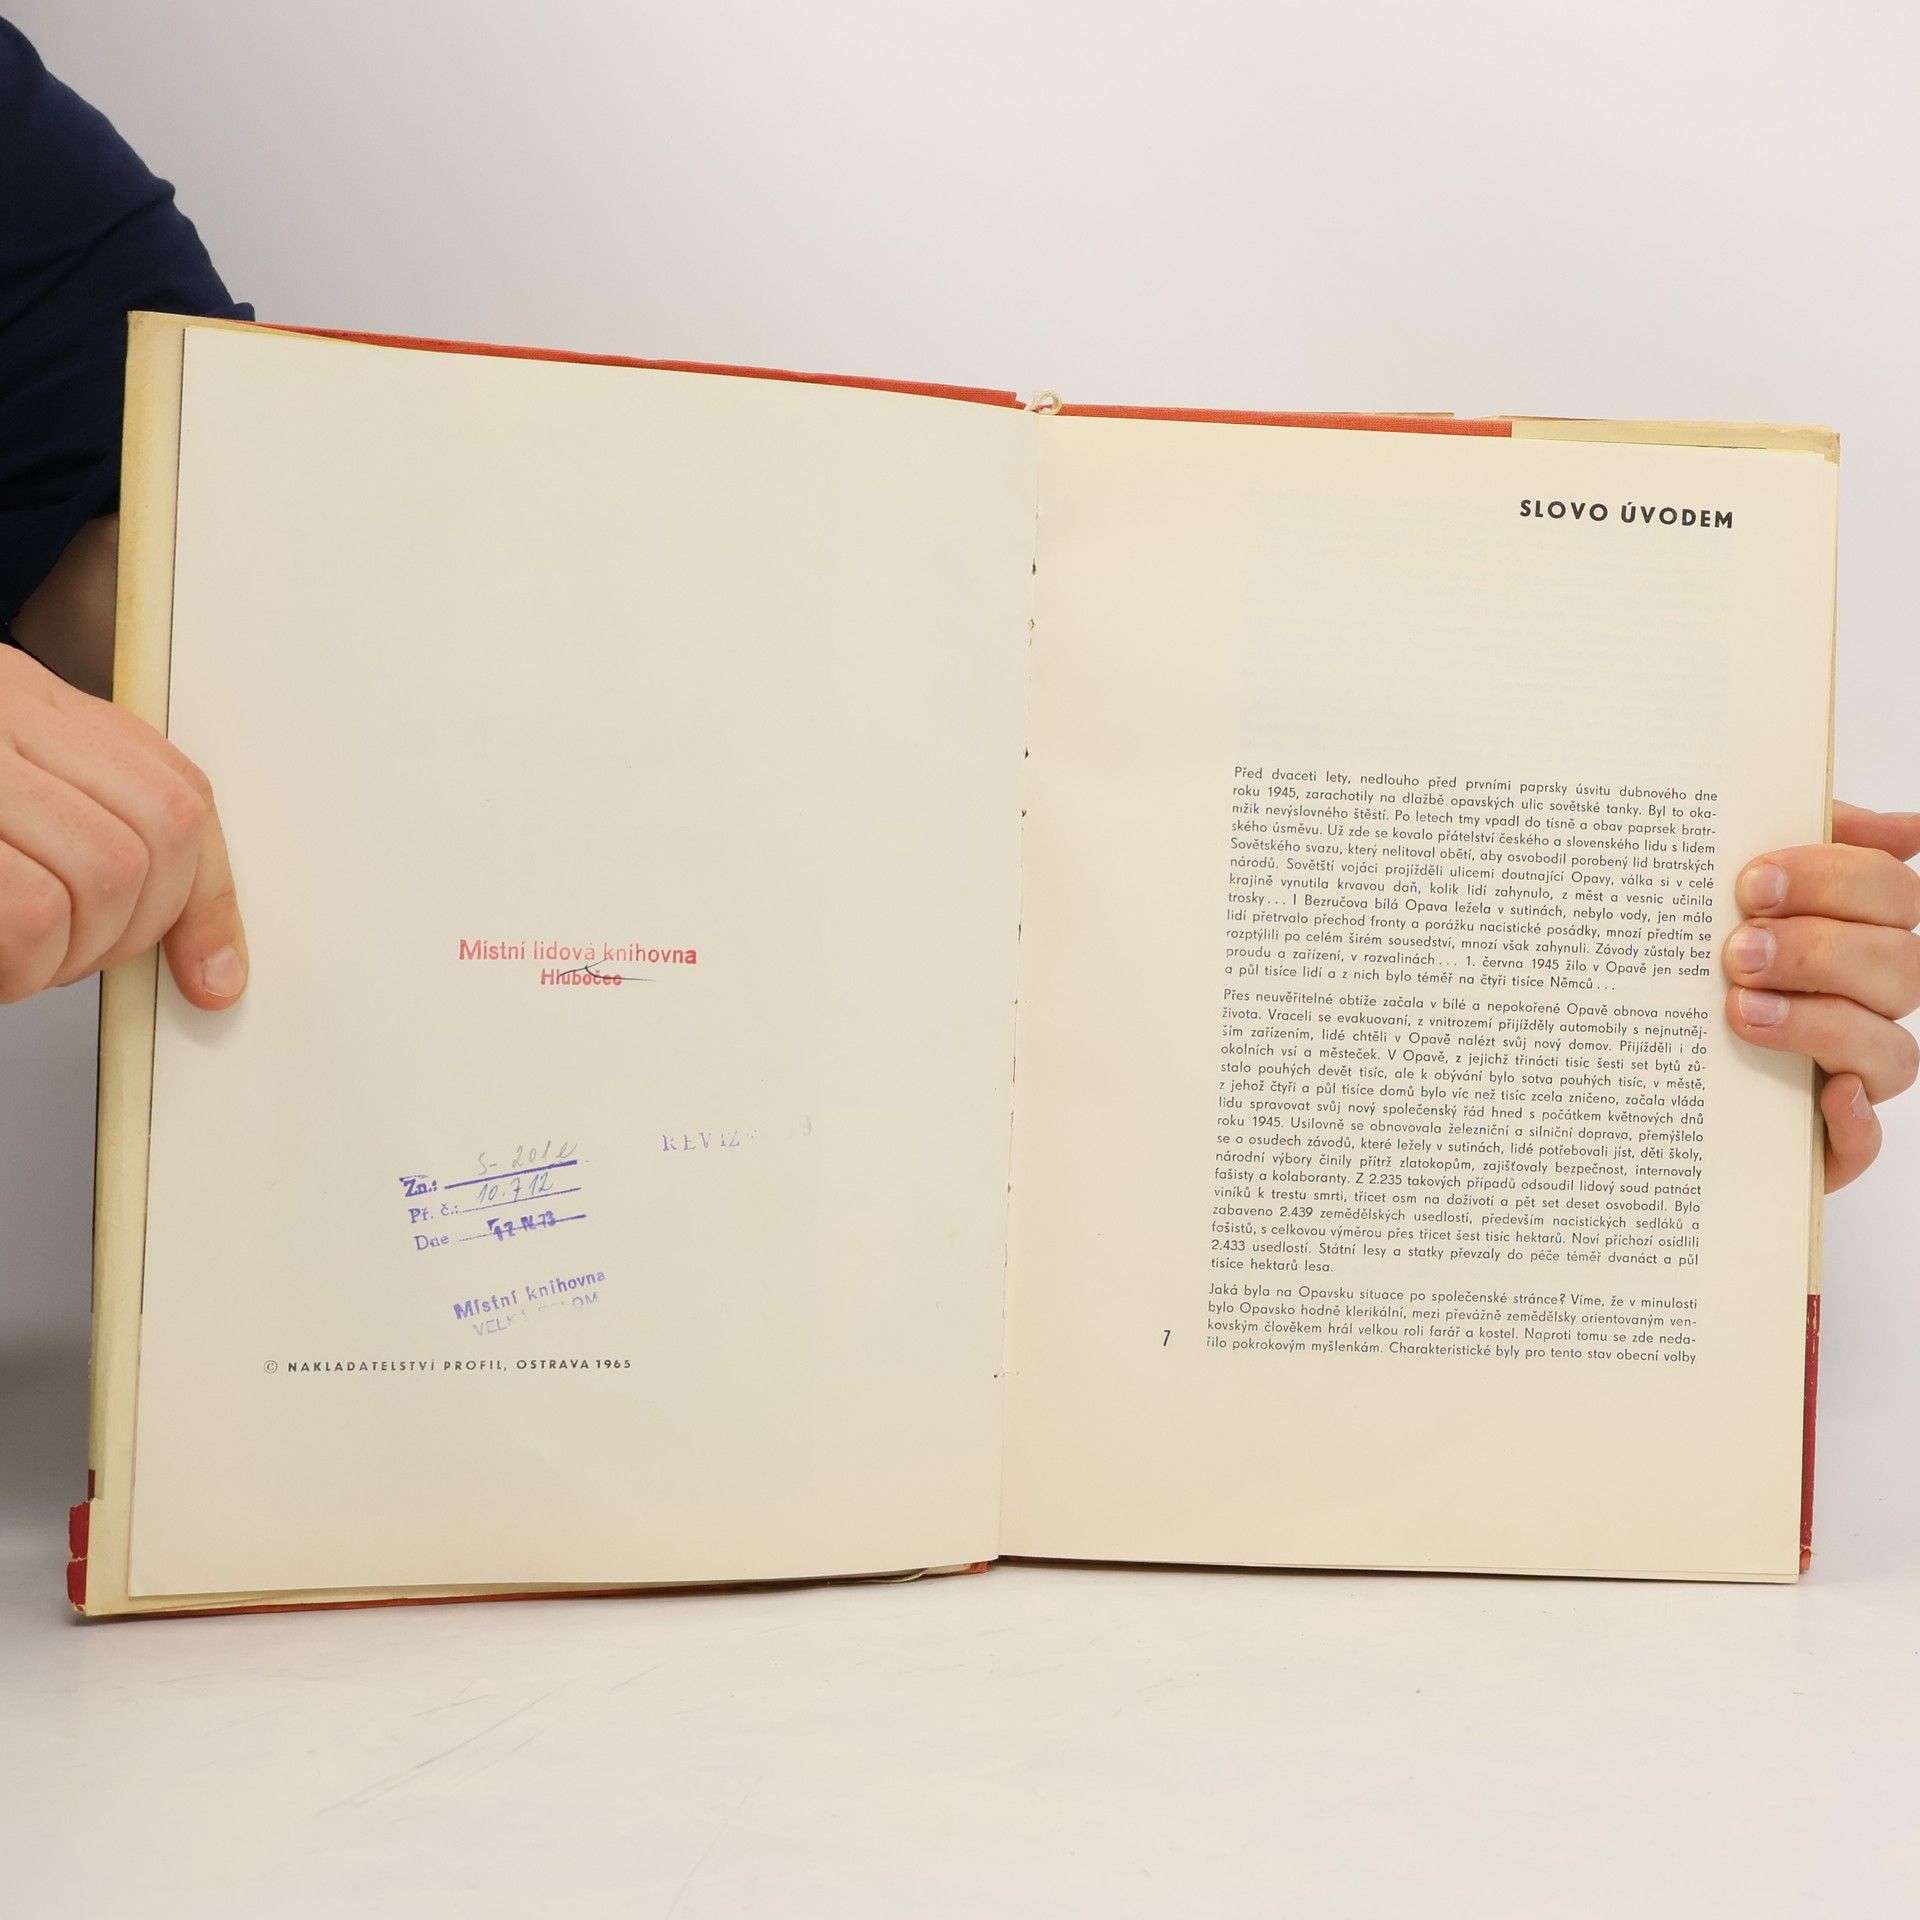 Místní lidová knihovna
Hlubočec
REVIZ
Zn.: S- 201e
Př. č.: 10.712
Dne 12. IV. 73
Místní knihovna
© NAKLADATELSTVÍ PROFIL, OSTRAVA 1965
SLOVO ÚVODEM
Před dvaceti lety, nedlouho před prvními paprsky úsvitu dubnového dne
roku 1945, zarachotily na dlažbě opavských ulic sovětské tanky. Byl to oka-
mžik nevýslovného štěstí. Po letech tmy vpadl do tísně a obav paprsek bratr-
ského úsměvu. Už zde se kovalo přátelství českého a slovenského lidu s lidem
Sovětského svazu, který nelitoval obětí, aby osvobodil porobený lid bratrských
národů. Sovětští vojáci projížděli ulicemi doutnající Opavy, válka si v celé
krajině vynutila krvavou daň, kolik lidí zahynulo, z měst a vesnic učinila
trosky... I Bezručova bílá Opava ležela v sutinách, nebylo vody, jen málo
lidí přetrvalo přechod fronty a porážku nacistické posádky, mnozí předtím se
rozptýlili po celém širém sousedství, mnozí však zahynuli. Závody zůstaly bez
proudu a zařízení, v rozvalinách... 1. června 1945 žilo v Opavě jen sedm
a půl tisíce lidí a z nich bylo téměř na čtyři tisíce Němců...
Přes neuvěřitelné obtíže začala v bílé a nepokořené Opavě obnova nového
života. Vraceli se evakuovaní, z vnitrozemí přijížděly automobily s nejnutněj-
ším zařízením, lidé chtěli v Opavě nalézt svůj nový domov. Přijížděli i do
okolních vsí a městeček. V Opavě, z jejichž třinácti tisíc šesti set bytů zů-
stalo pouhých devět tisíc, ale k obývání bylo sotva pouhých tisíc, v městě,
z jehož čtyři a půl tisíce domů bylo víc než tisíc zcela zničeno, začala vláda
lidu spravovat svůj nový společenský řád hned s počátkem květnových dnů
roku 1945. Usilovně se obnovovala železniční a silniční doprava, přemýšlelo
se o osudech závodů, které ležely v sutinách, lidé potřebovali jíst, děti školy,
národní výbory činily přítrž zlatokopům, zajišťovaly bezpečnost, internovaly
fašisty a kolaboranty. Z 2.235 takových případů odsoudil lidový soud patnáct
viníků k trestu smrti, třicet osm na doživotí a pět set deset osvobodil. Bylo
zabaveno 2.439 zemědělských usedlostí, především nacistických sedláků a
fašistů, s celkovou výměrou přes třicet šest tisíc hektarů. Noví příchozí osídlili
2.433 usedlostí. Státní lesy a statky převzaly do péče téměř dvanáct a půl
tisíce hektarů lesa.
Jaká byla na Opavsku situace po společenské stránce? Víme, že v minulosti
bylo Opavsko hodně klerikální, mezi převážně zemědělsky orientovaným ven-
kovským člověkem hrál velkou roli farář a kostel. Naproti tomu se zde neda-
řilo pokrokovým myšlenkám. Charakteristické byly pro tento stav obecní volby
7